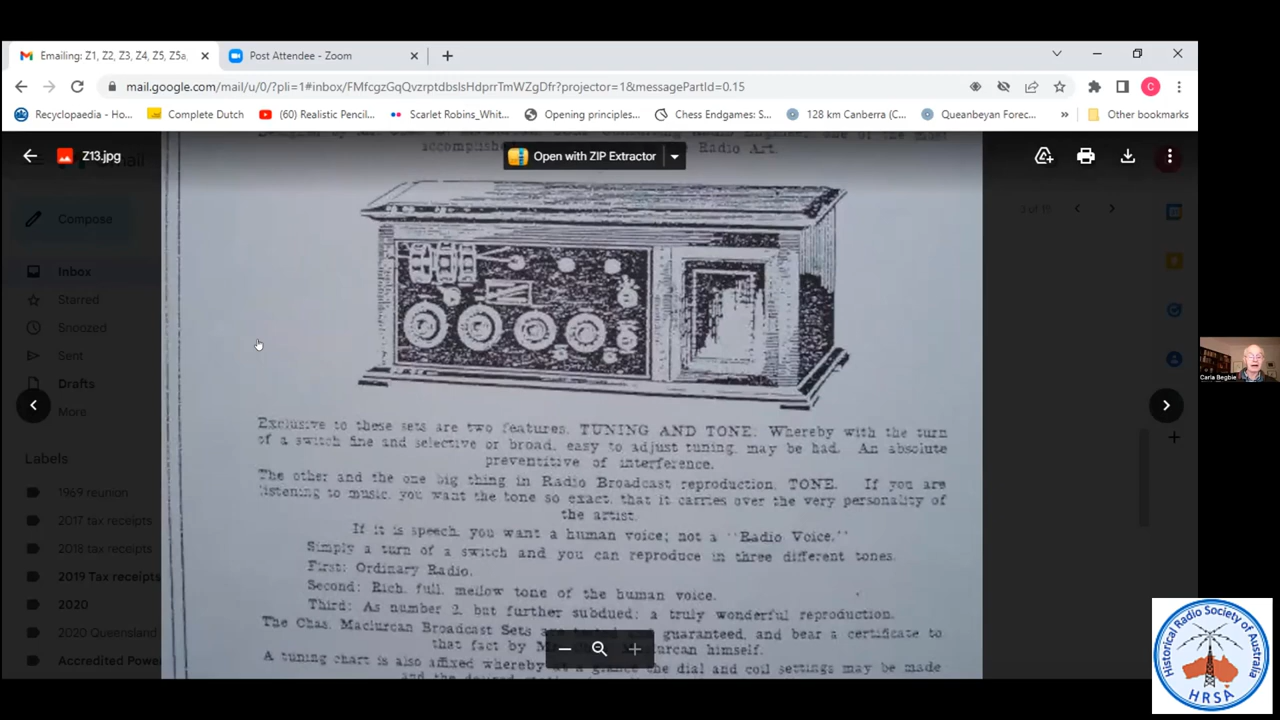 Emailing: Z1, Z2, Z3, Z4, Z5, Z5a,
Post Attendee - Zoom
mail.google.com/mail/u/0/?pli=1#inbox/FMfcgzGqQvzntdbIsHdprrTmWZgDfr?projector=1&messagePartId=0.15
Recyclopaedia - Ho...
Complete Dutch
(60) Realistic Pencil...
Scarlet Robins_Whit...
Opening principles...
Chess Endgames: S...
128 km Canberra (C...
Queanbeyan Forec...
»
Other bookmarks
Z13.jpg
Open with ZIP Extractor
Radio Art.
Compose
Inbox
Starred
Snoozed
Sent
Drafts
More
Labels
1969 reunion
2017 tax receipts
2018 tax receipts
2019 Tax receipts
2020
2020 Queensland
Accredited Powe
Exclusive to these sets are two features, TUNING AND TONE. Whereby with the turn
of a switch fine and selective or broad, easy to adjust tuning, may be had. An absolute
preventitive of interference.
The other and the one big thing in Radio Broadcast reproduction, TONE. If you are
listening to music, you want the tone so exact, that it carries over the very personality of
the artist.
If it is speech, you want a human voice; not a "Radio Voice."
Simply a turn of a switch and you can reproduce in three different tones.
First: Ordinary Radio.
Second: Rich, full, mellow tone of the human voice.
Third: As number 2, but further subdued; a truly wonderful reproduction.
The Chas. Maclurcan Broadcast Sets are tested and guaranteed, and bear a certificate to
that fact by himself.
A tuning chart is also affixed whereby at a glance the dial and coil settings may be made
Carla Begbie
Historical Radio Society of Australia
HRSA